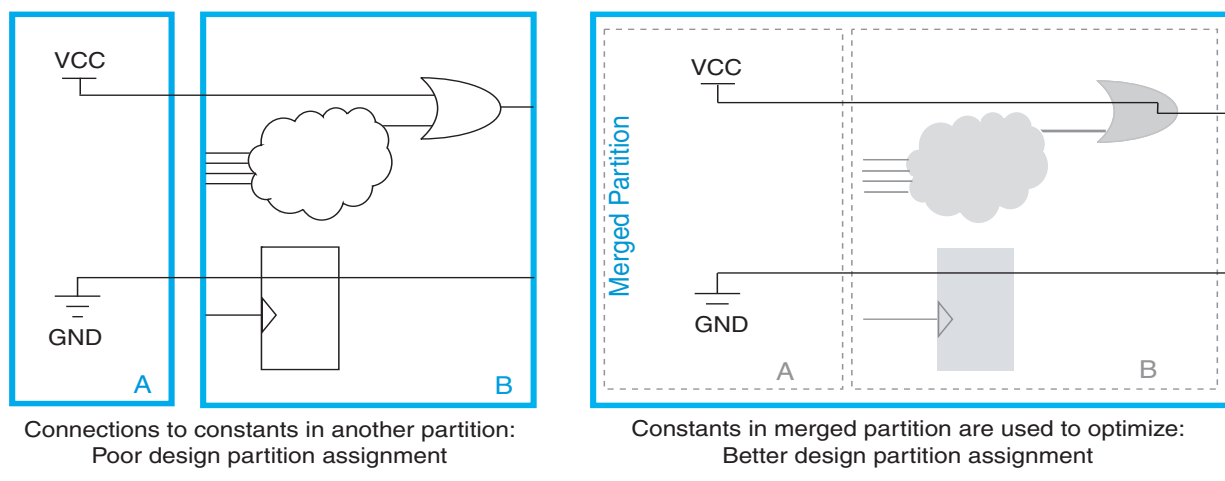 VCC
GND
A
B
Connections to constants in another partition:
Poor design partition assignment
Merged Partition
VCC
GND
A
B
Constants in merged partition are used to optimize:
Better design partition assignment